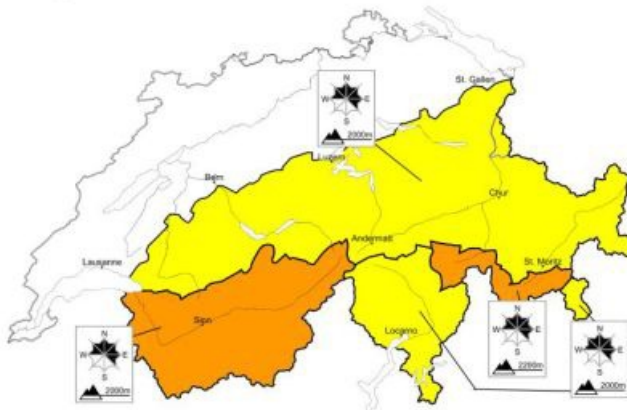 St. Gallen
N
W E
S
2000m
Luzern
Bern
Chur
Andermatt
Lausanne
St. Moritz
Sion
Locarno
N
W E
S
2000m
N
W E
S
2200m
N
W E
S
2000m